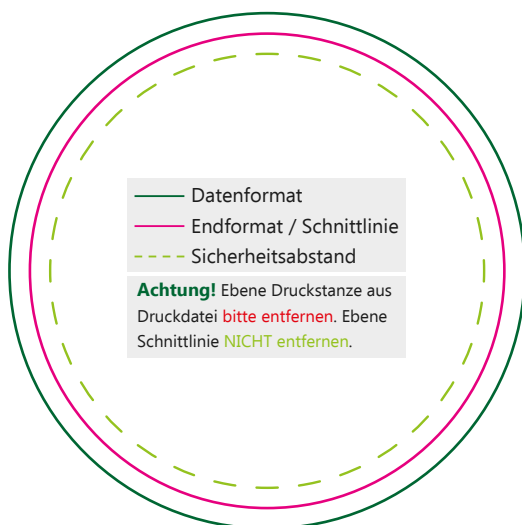 Datenformat
Endformat / Schnittlinie
Sicherheitsabstand
Achtung! Ebene Druckstanze aus
Druckdatei bitte entfernen. Ebene
Schnittlinie NICHT entfernen.